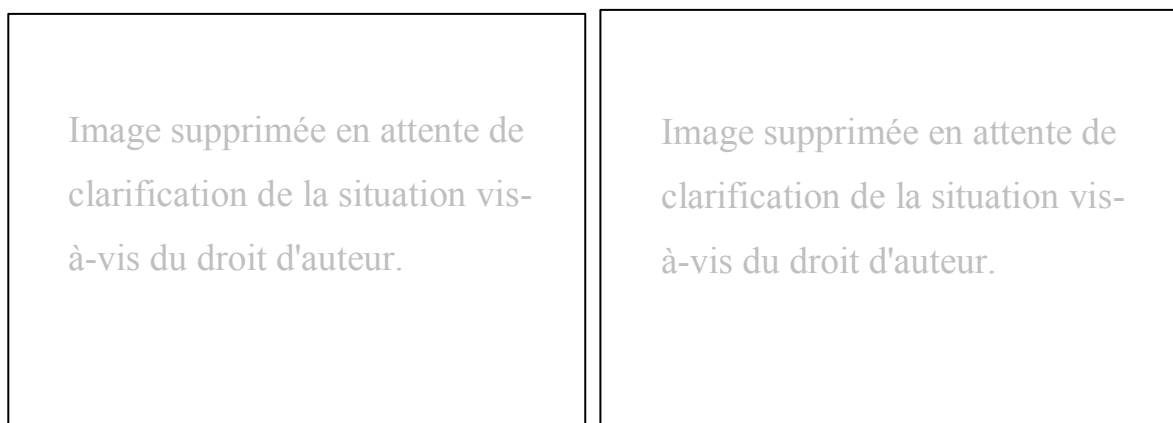 Image supprimée en attente de
clarification de la situation vis-
à-vis du droit d'auteur.
Image supprimée en attente de
clarification de la situation vis-
à-vis du droit d'auteur.